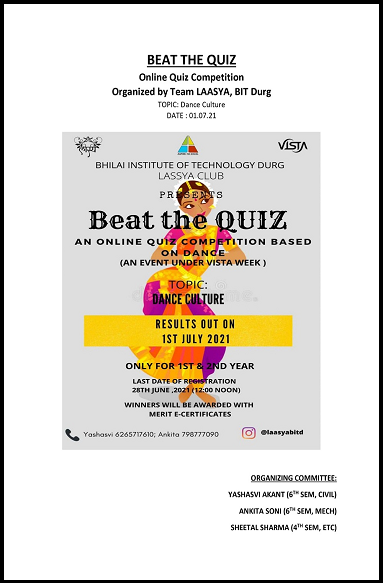 BEAT THE QUIZ
Online Quiz Competition
Organized by Team LAASYA, BIT Durg
TOPIC: Dance Culture
DATE : 01.07.21
VISTA
BHILAI INSTITUTE OF TECHNOLOGY DURG
LASSYA CLUB
PRESENTS
Beat the QUIZ
AN ONLINE QUIZ COMPETITION BASED
ON DANCE
(AN EVENT UNDER VISTA WEEK )
TOPIC:
DANCE CULTURE
RESULTS OUT ON
1ST JULY 2021
ONLY FOR 1ST & 2ND YEAR
LAST DATE OF REGISTRATION
28TH JUNE ,2021 (12:00 NOON)
WINNERS WILL BE AWARDED WITH
MERIT E-CERTIFICATES
Yashasvi 6265717610; Ankita 798777090
@laasyabitd
ORGANIZING COMMITTEE:
YASHASVI AKANT (6TH SEM, CIVIL)
ANKITA SONI (6TH SEM, MECH)
SHEETAL SHARMA (4TH SEM, ETC)